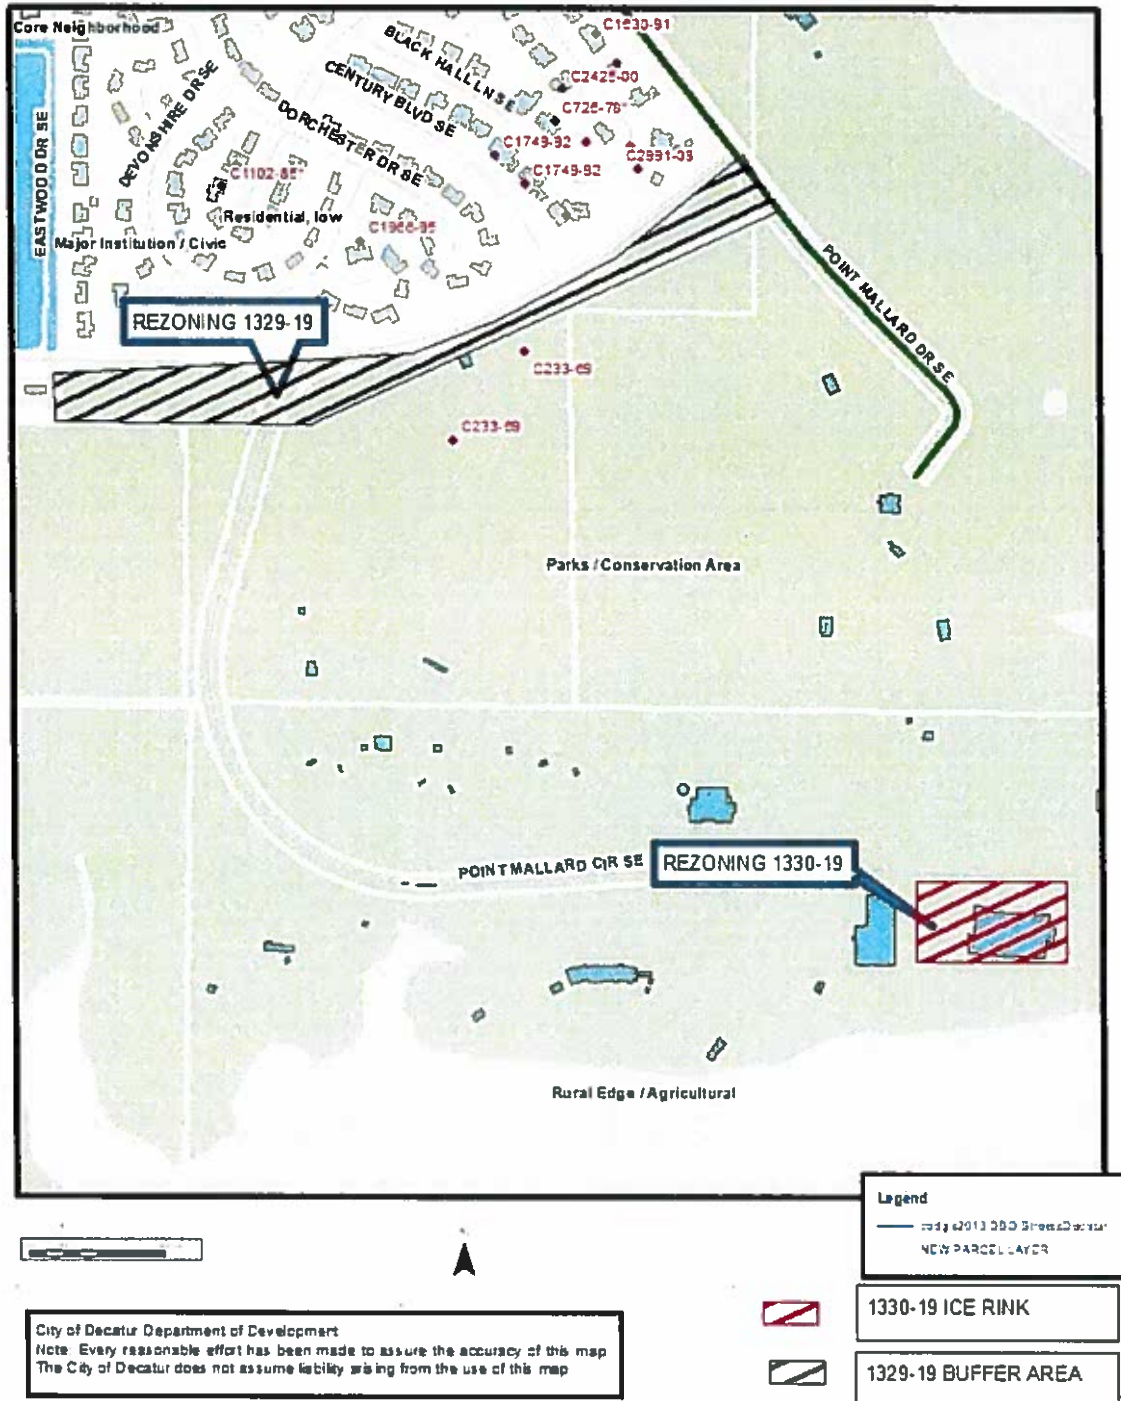 Core Neighborhood
C1630-91
BLACK HALL LN SE
C2425-00
CENTURY BLVD SE
DEVONSHIRE DR SE
C725-78
DORCHESTER DR SE
C1749-92
C2991-03
EASTWOOD DR SE
C1102-85
C1749-92
Residential, low
Major Institution / Civic
POINT MALLARD DR SE
REZONING 1329-19
C233-69
C233-69
Parks / Conservation Area
POINT MALLARD CIR SE
REZONING 1330-19
Rural Edge / Agricultural
Legend
NEW PARCEL LAYER
1330-19 ICE RINK
City of Decatur Department of Development
Note: Every reasonable effort has been made to assure the accuracy of this map
The City of Decatur does not assume liability arising from the use of this map
1329-19 BUFFER AREA